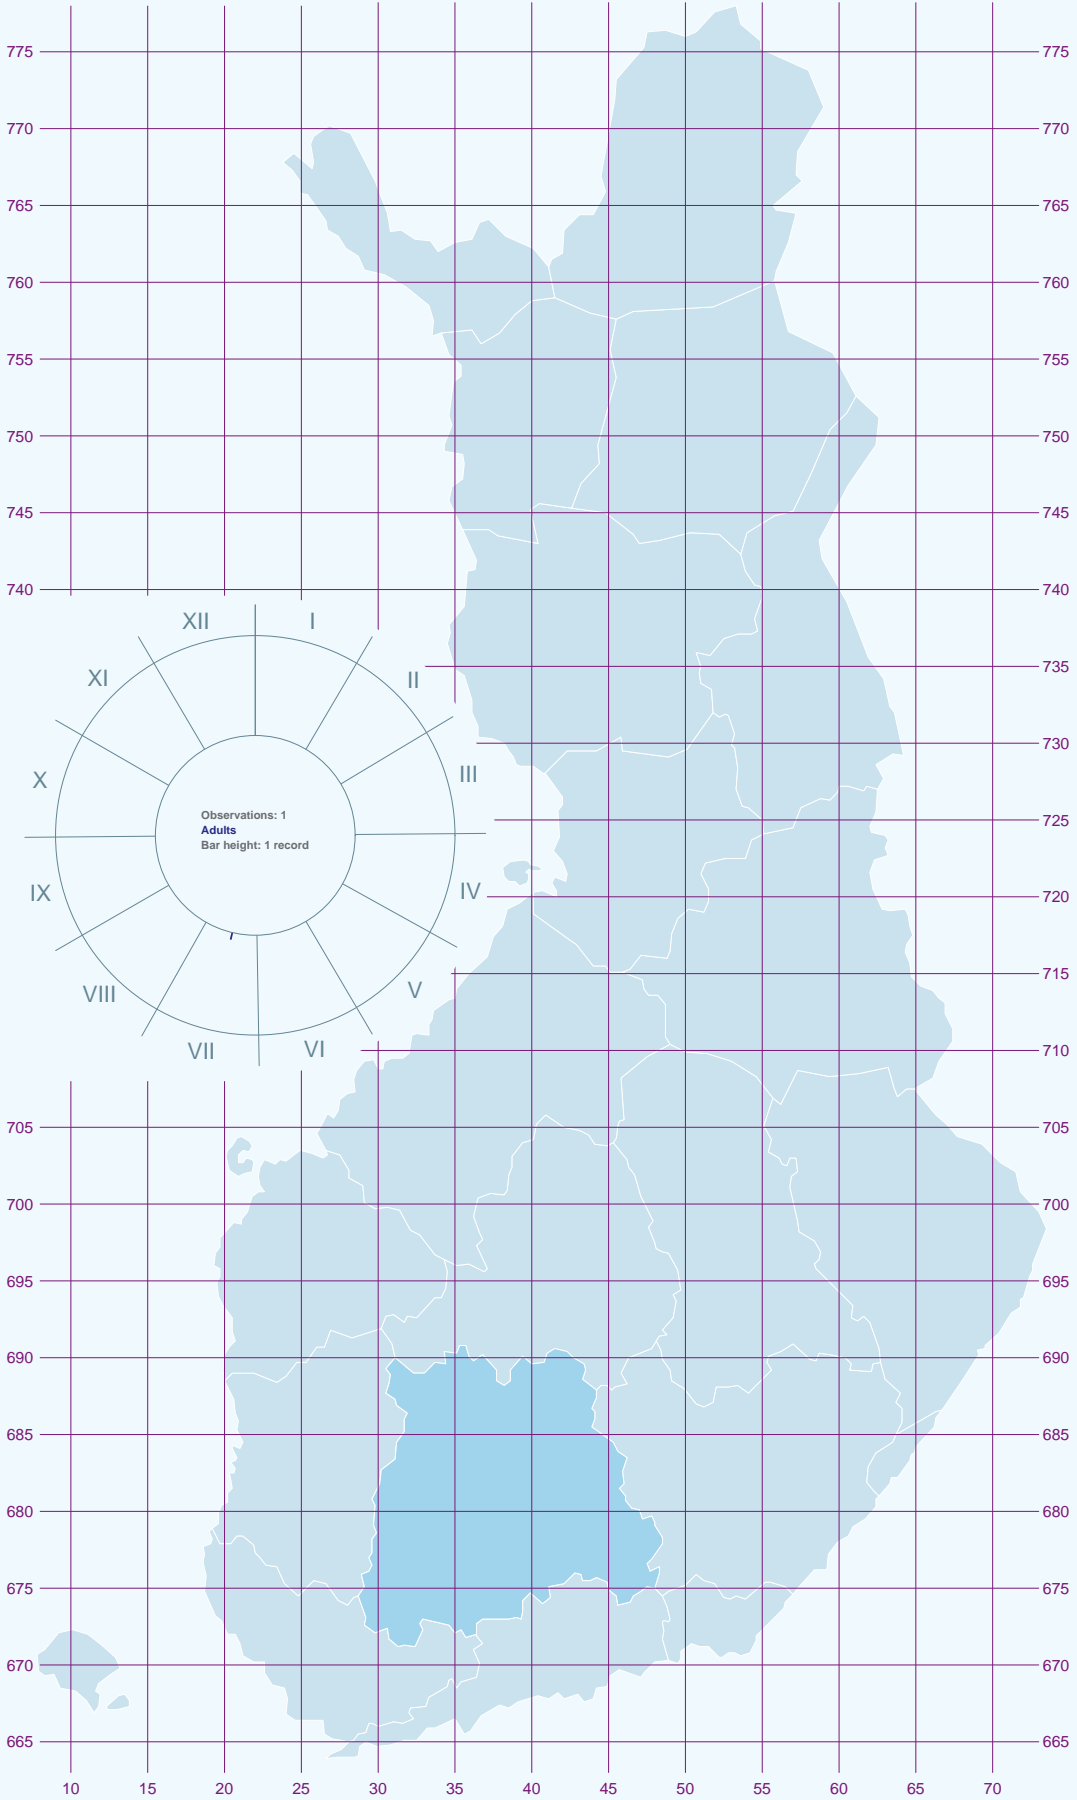 775 775
770 770
765 765
760 760
755 755
750 750
745 745
740 740
XII I
XI II
735
730
X III
Observations: 1
Adults
Bar height: 1 record
725
IX IV
720
VIII V
715
VII VI
710
705 705
700 700
695 695
690 690
685 685
680 680
675 675
670 670
665 665
10 15 20 25 30 35 40 45 50 55 60 65 70